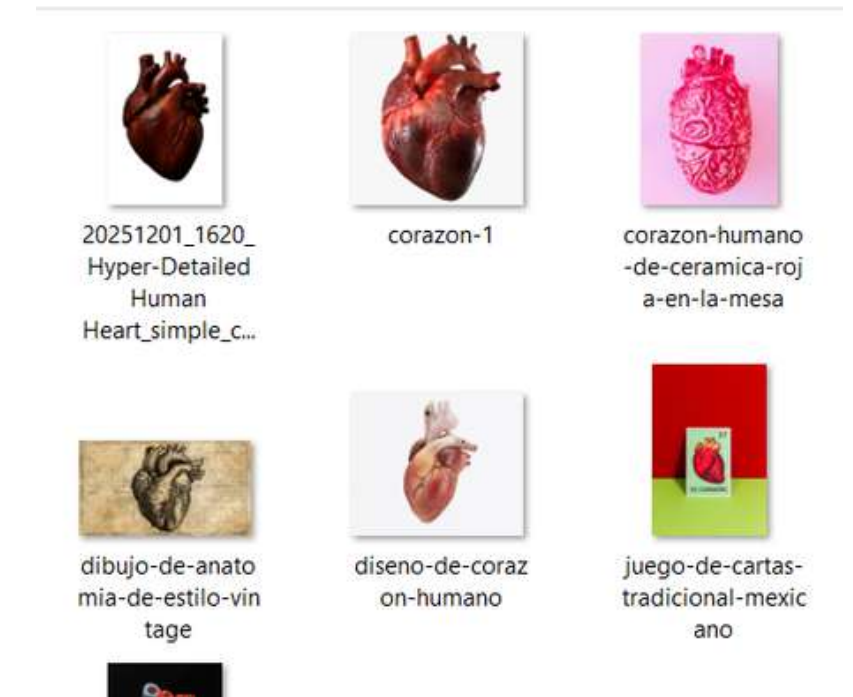 20251201_1620_
Hyper-Detailed
Human
Heart_simple_c...
corazon-1
corazon-humano
-de-ceramica-roj
a-en-la-mesa
dibujo-de-anato
mia-de-estilo-vin
tage
diseno-de-coraz
on-humano
juego-de-cartas-
tradicional-mexic
ano